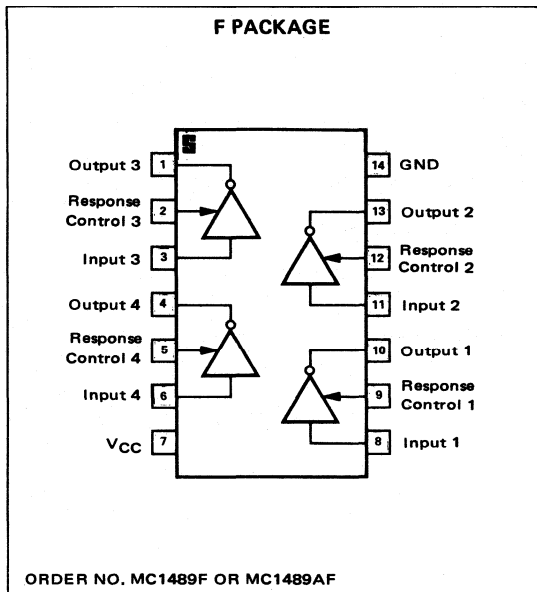 F PACKAGE
Output 3 1
Response
Control 3 2
Input 3 3
Output 4 4
Response
Control 4 5
Input 4 6
VCC 7
14 GND
13 Output 2
12 Response
Control 2
11 Input 2
10 Output 1
9 Response
Control 1
8 Input 1
ORDER NO. MC1489F OR MC1489AF